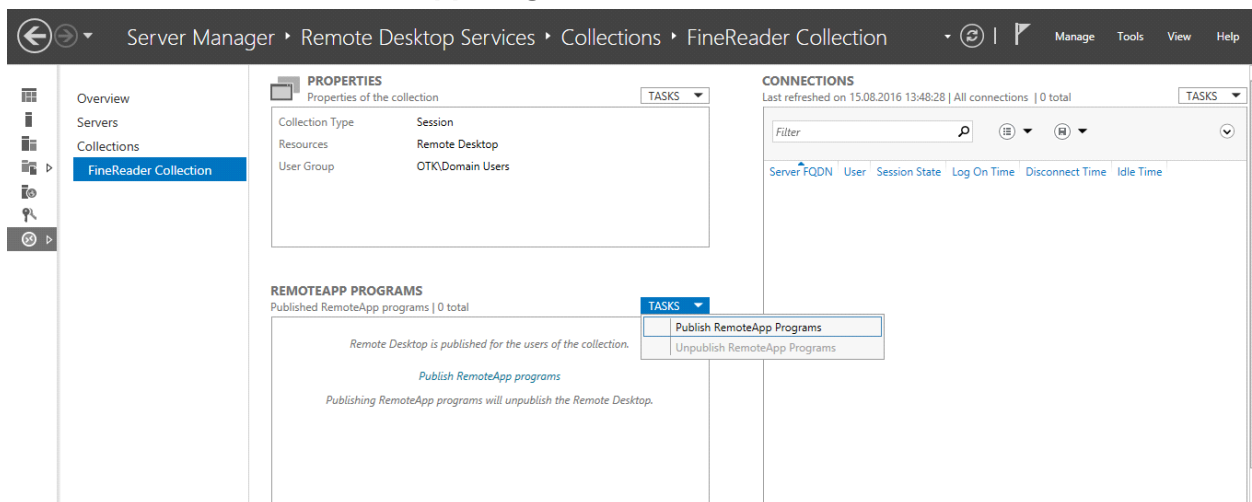 Server Manager ‣ Remote Desktop Services ‣ Collections ‣ FineReader Collection
Manage Tools View Help
Overview
Servers
Collections
FineReader Collection
PROPERTIES
Properties of the collection
TASKS
Collection Type Session
Resources Remote Desktop
User Group OTK\Domain Users
REMOTEAPP PROGRAMS
Published RemoteApp programs | 0 total
TASKS
Publish RemoteApp Programs
Unpublish RemoteApp Programs
Remote Desktop is published for the users of the collection.
Publish RemoteApp programs
Publishing RemoteApp programs will unpublish the Remote Desktop.
CONNECTIONS
Last refreshed on 15.08.2016 13:48:28 | All connections | 0 total
TASKS
Filter
Server FQDN User Session State Log On Time Disconnect Time Idle Time